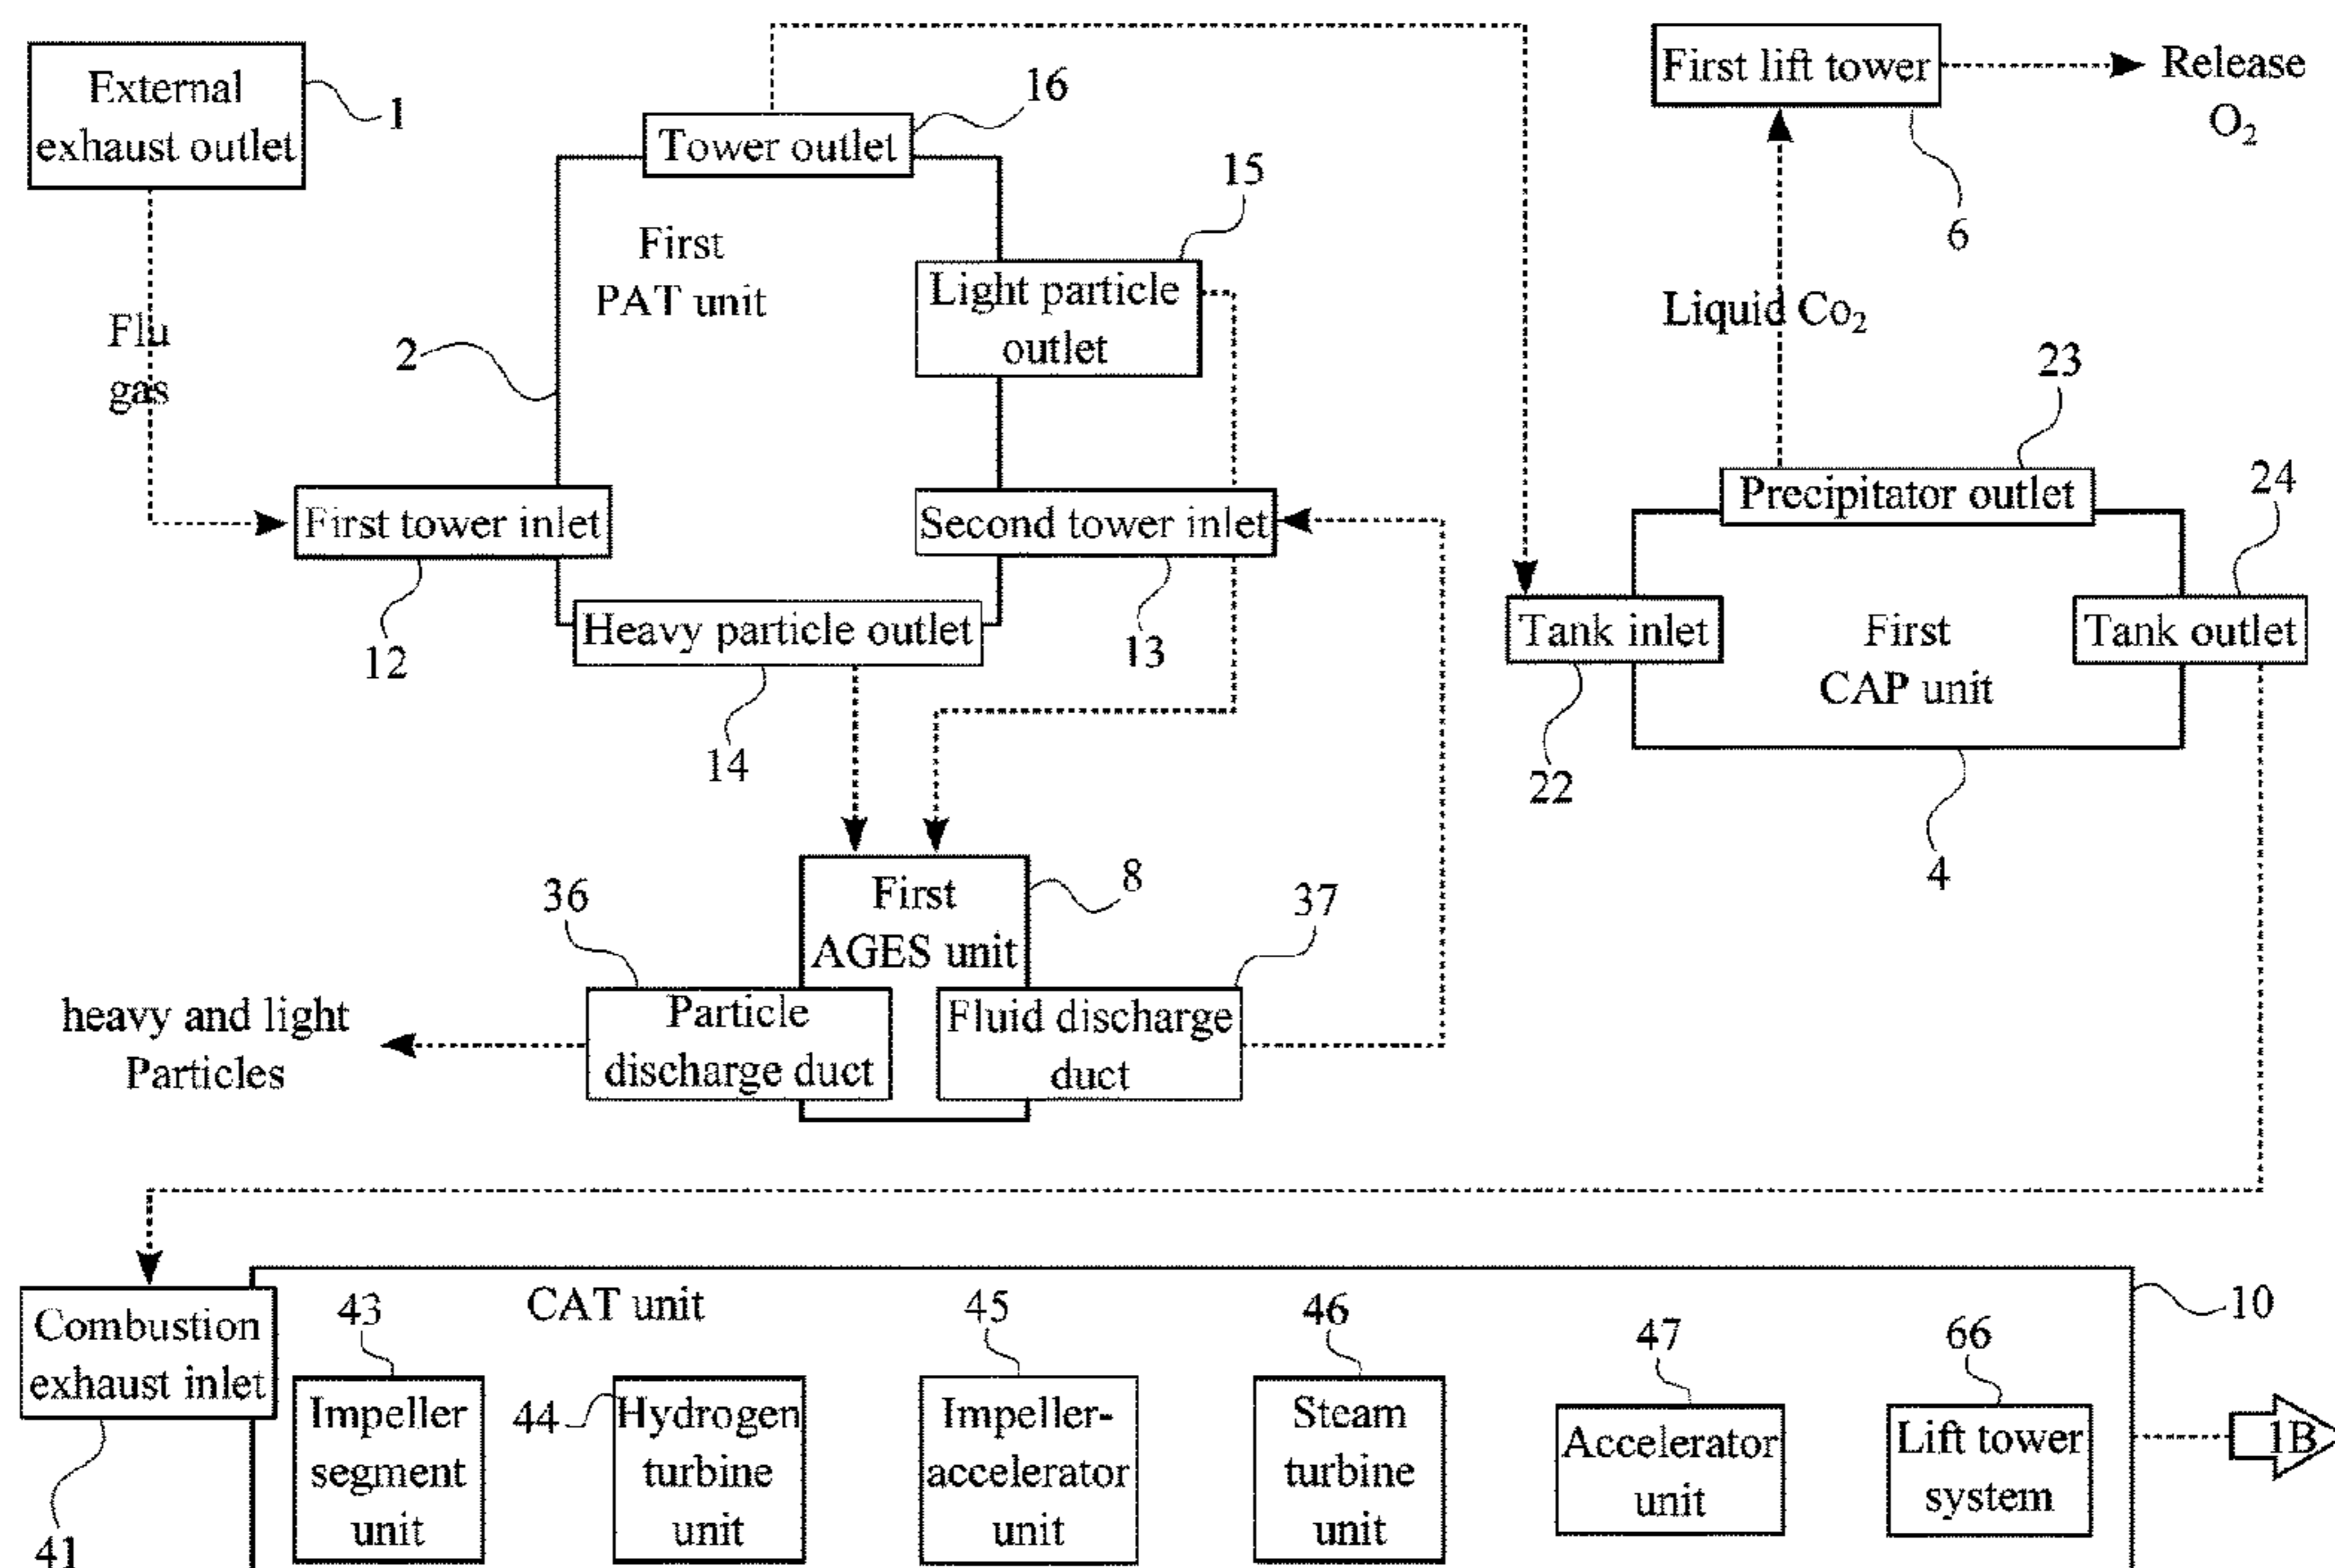 External
exhaust outlet
1
Flu
gas
16
Tower outlet
15
First
PAT unit
Light particle
outlet
2
First tower inlet
12
Second tower inlet
13
Heavy particle outlet
14
First lift tower
Release
O₂
6
Liquid Co₂
23
Precipitator outlet
24
Tank inlet
22
First
CAP unit
Tank outlet
4
First
AGES unit
8
36
Particle
discharge duct
37
Fluid discharge
duct
heavy and light
Particles
CAT unit
10
Combustion
exhaust inlet
41
43
Impeller
segment
unit
44
Hydrogen
turbine
unit
45
Impeller-
accelerator
unit
46
Steam
turbine
unit
47
Accelerator
unit
66
Lift tower
system
1B